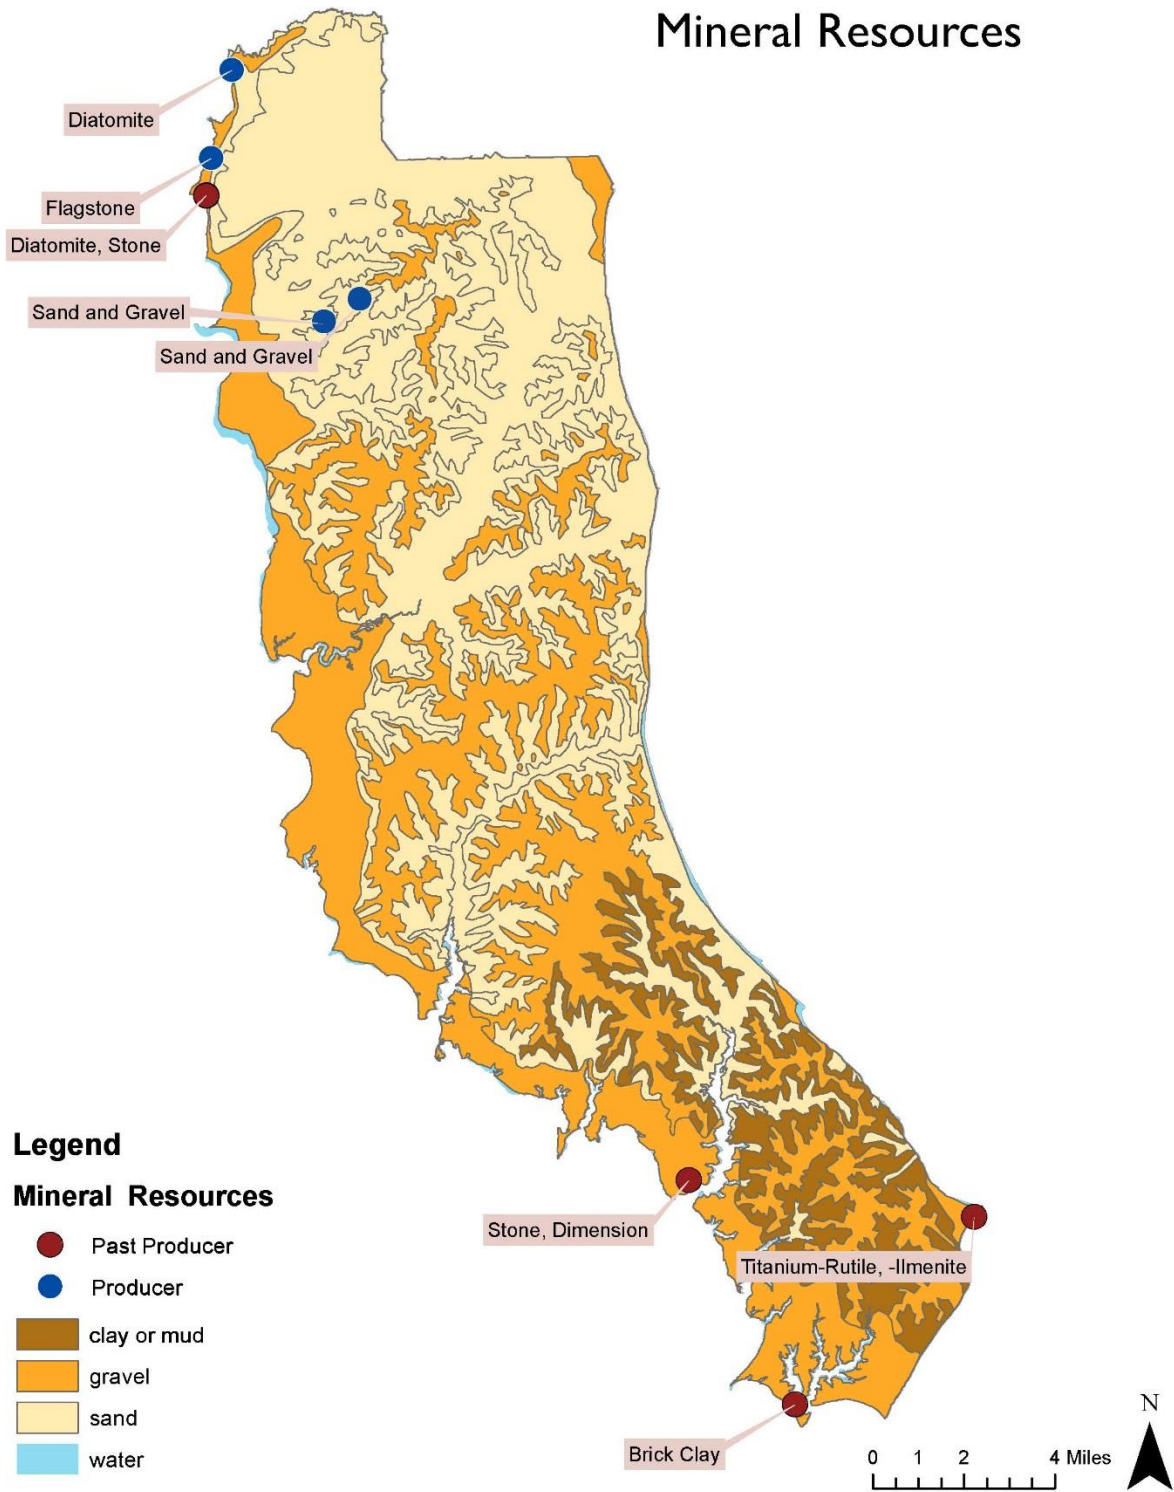 Mineral Resources
Diatomite
Flagstone
Diatomite, Stone
Sand and Gravel
Sand and Gravel
Stone, Dimension
Titanium-Rutile, -Ilmenite
Brick Clay
Legend
Mineral Resources
Past Producer
Producer
clay or mud
gravel
sand
water
0 1 2 4 Miles
N